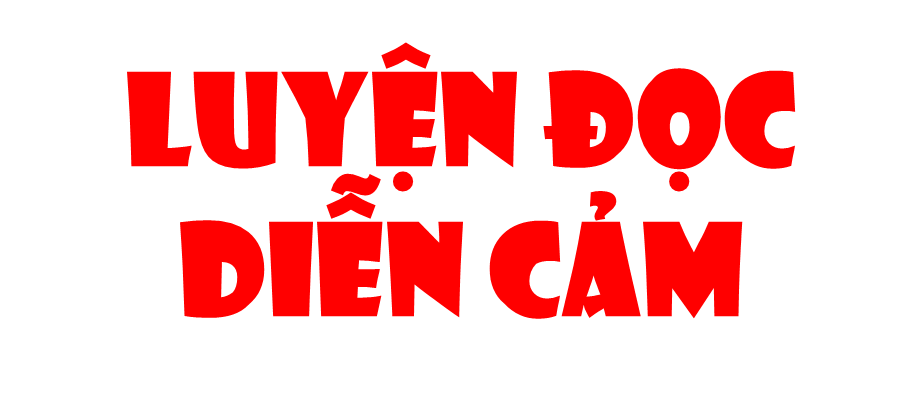 LUYỆN ĐỌC
DIỄN CẢM